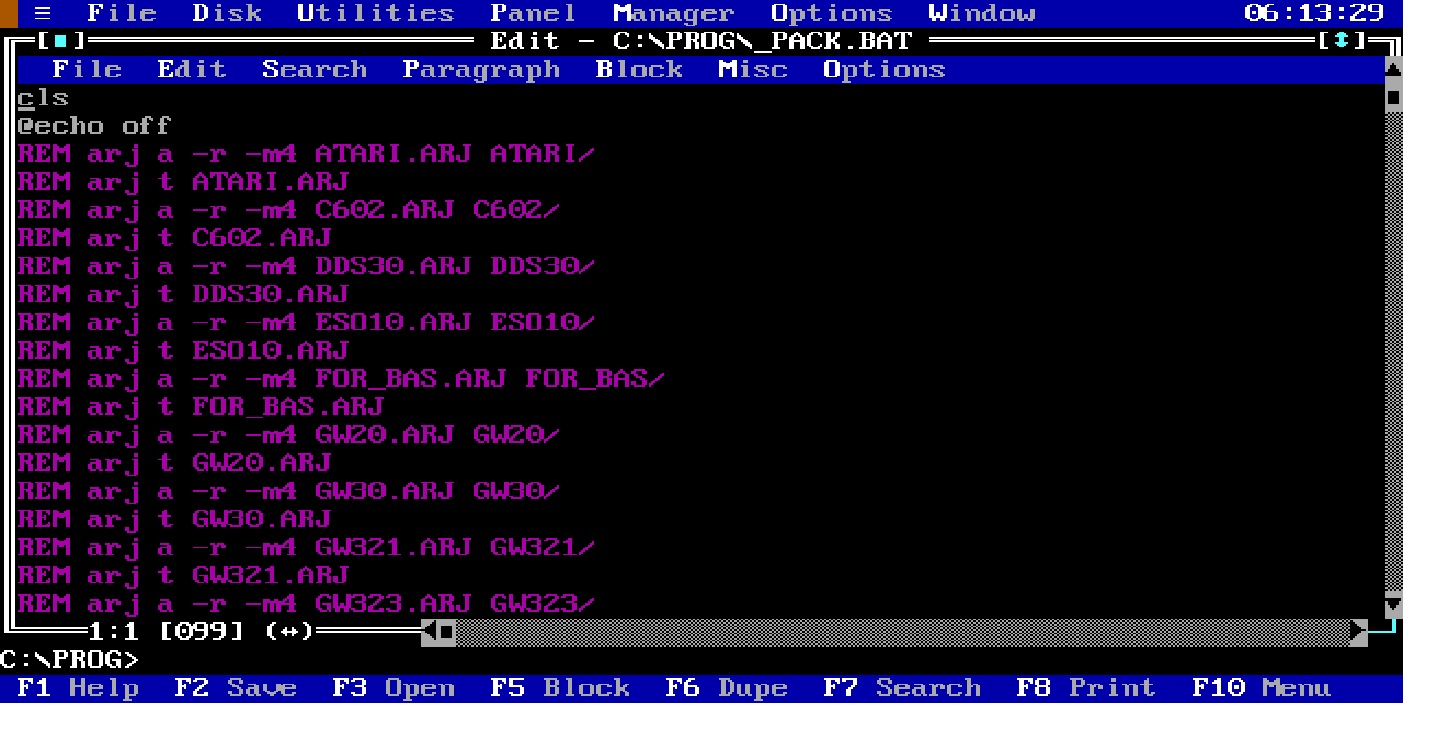 ≡ File Disk Utilities Panel Manager Options Window 06:13:29
[■] Edit – C:\PROG\_PACK.BAT [↕]
File Edit Search Paragraph Block Misc Options
cls
@echo off
REM arj a -r -m4 ATARI.ARJ ATARI/
REM arj t ATARI.ARJ
REM arj a -r -m4 C602.ARJ C602/
REM arj t C602.ARJ
REM arj a -r -m4 DDS30.ARJ DDS30/
REM arj t DDS30.ARJ
REM arj a -r -m4 ESO10.ARJ ESO10/
REM arj t ESO10.ARJ
REM arj a -r -m4 FOR_BAS.ARJ FOR_BAS/
REM arj t FOR_BAS.ARJ
REM arj a -r -m4 GW20.ARJ GW20/
REM arj t GW20.ARJ
REM arj a -r -m4 GW30.ARJ GW30/
REM arj t GW30.ARJ
REM arj a -r -m4 GW321.ARJ GW321/
REM arj t GW321.ARJ
REM arj a -r -m4 GW323.ARJ GW323/
1:1 [099] (↔)
C:\PROG>
F1 Help F2 Save F3 Open F5 Block F6 Dupe F7 Search F8 Print F10 Menu